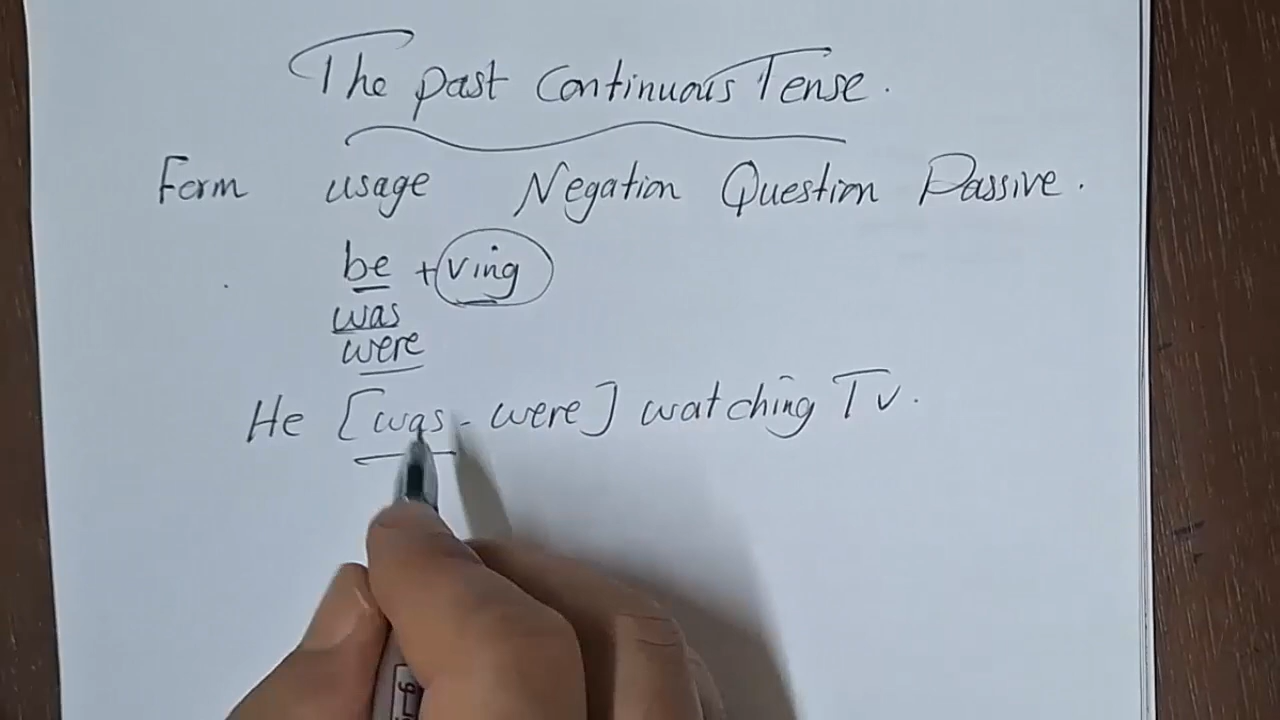 The past Continuous Tense.
Form usage Negation Question Passive.
be + ving
was
were
He [was - were] watching Tv.